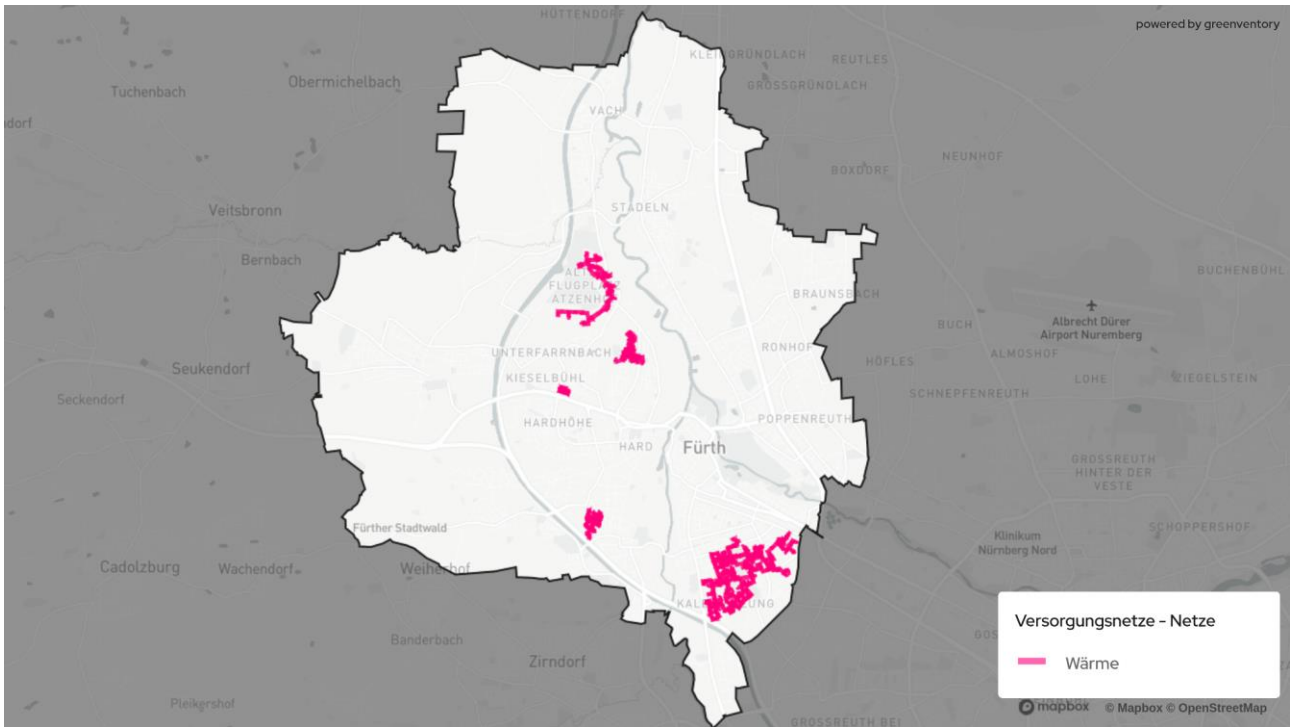 powered by greenventory
HÜTTENDORF
KLEINGRÜNDLACH
REUTLES
Obermichelbach
Tuchenbach
GROSSGRÜNDLACH
VACH
NEUNHOF
BOXDORF
Veitsbronn
STADELN
Bernbach
FLUGPLATZ
BUCHENBÜHL
BRAUNSBACH
Albrecht Dürer
Airport Nuremberg
BUCH
RONHOF
UNTERFARRNBACH
ALMOSHOF
HÖFLES
Seukendorf
KIESELBÜHL
LOHE
ZIEGELSTEIN
Seckendorf
SCHNEPFENREUTH
HARDHÖHE
POPPENREUTH
HARD
Fürth
GROSSREUTH
HINTER DER
VESTE
Further Stadtwald
SCHOPPERSHOF
Klinikum
Nürnberg Nord
Cadolzburg
Wachendorf
Weiherhof
Versorgungsnetze - Netze
Wärme
Banderbach
Zirndorf
Pleikershof
GROSSREUTH BEI
mapbox
© Mapbox © OpenStreetMap